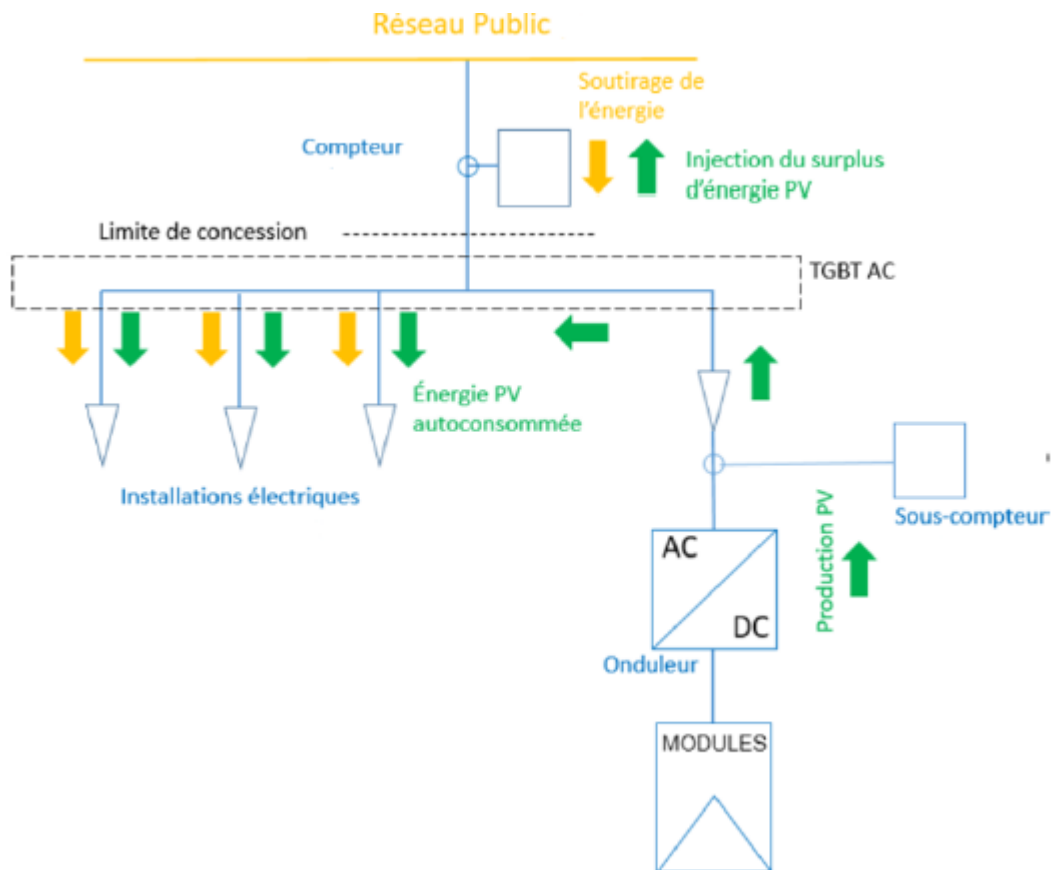 Réseau Public
Soutirage de
l'énergie
Compteur
Injection du surplus
d'énergie PV
Limite de concession
TGBT AC
Énergie PV
autoconsommée
Installations électriques
Sous-compteur
Production PV
AC
DC
Onduleur
MODULES